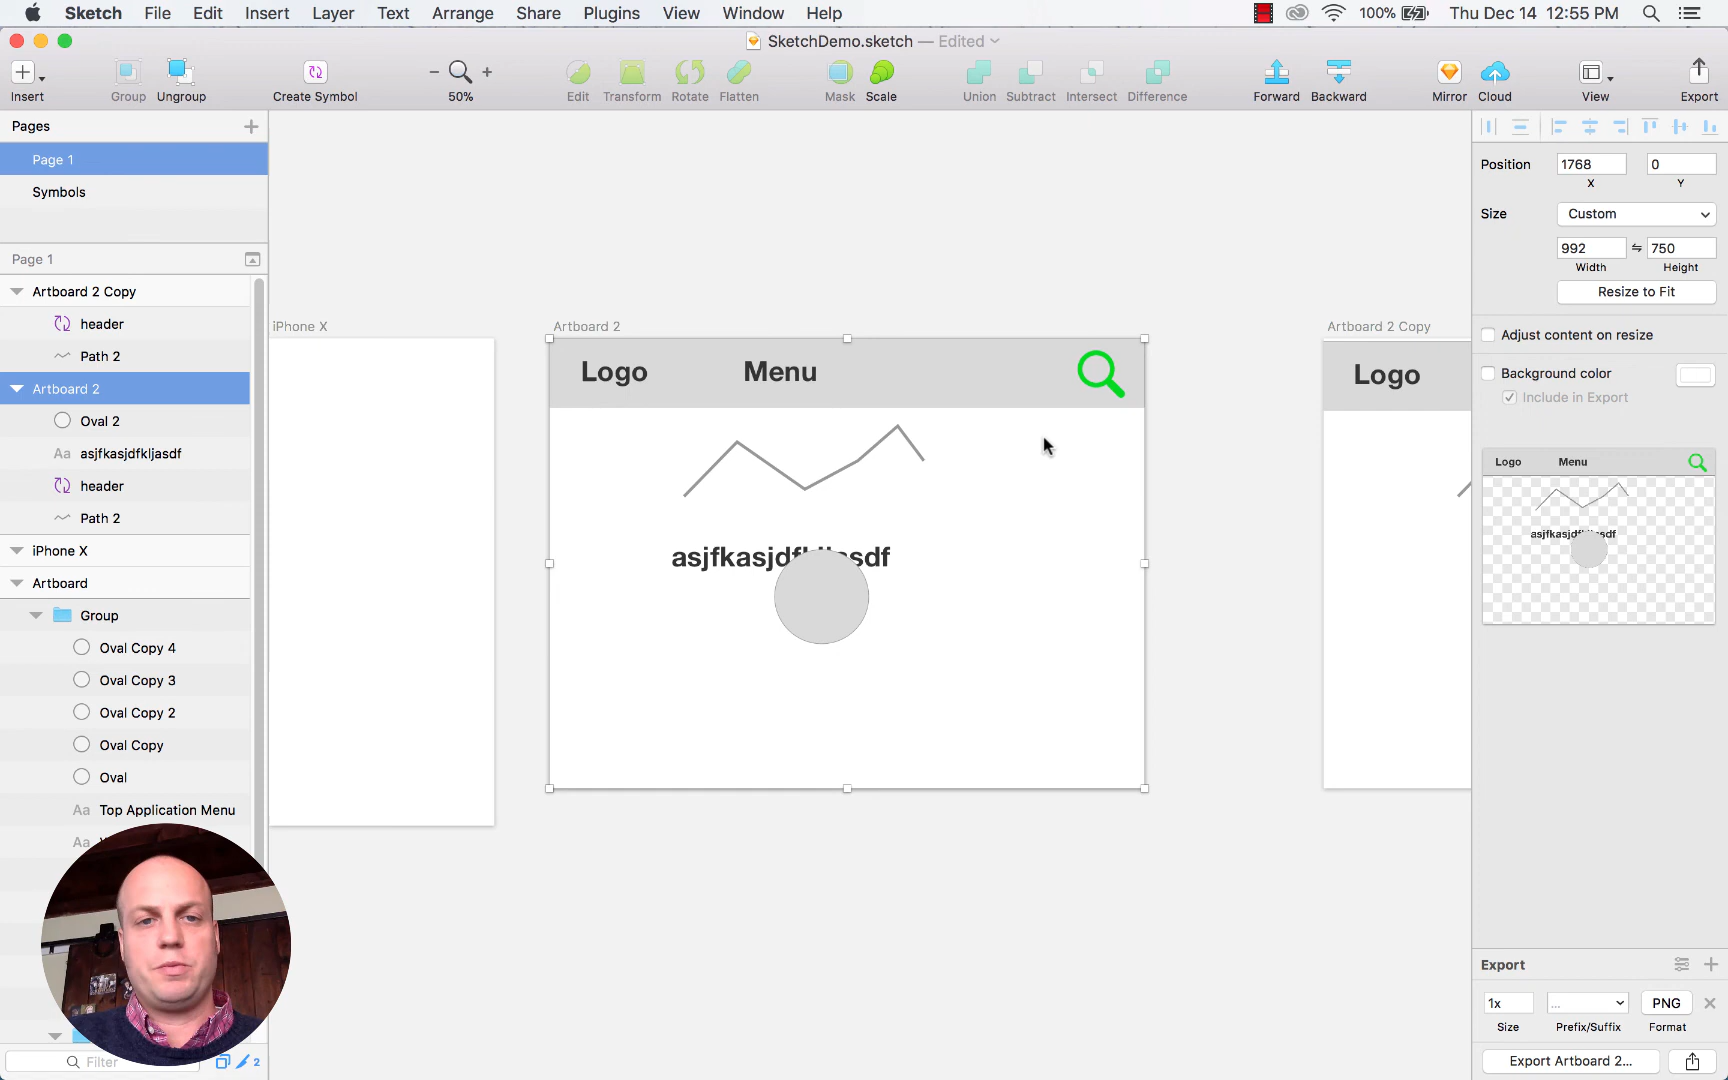 Sketch File Edit Insert Layer Text Arrange Share Plugins View Window Help 100% Thu Dec 14 12:55 PM
SketchDemo.sketch — Edited
Insert Group Ungroup Create Symbol 50% Edit Transform Rotate Flatten Mask Scale Union Subtract Intersect Difference Forward Backward Mirror Cloud View Export
Pages
Page 1
Symbols
Page 1
Artboard 2 Copy
header
Path 2
Artboard 2
Oval 2
Aa asjfkasjdfkljasdf
header
Path 2
iPhone X
Artboard
Group
Oval Copy 4
Oval Copy 3
Oval Copy 2
Oval Copy
Oval
Aa Top Application Menu
Aa
Filter 2
iPhone X
Artboard 2
Logo Menu
Artboard 2 Copy
Logo
Position 1768 0
X Y
Size Custom
992 750
Width Height
Resize to Fit
Adjust content on resize
Background color
Include in Export
Logo Menu
Export
1x ... PNG
Size Prefix/Suffix Format
Export Artboard 2...